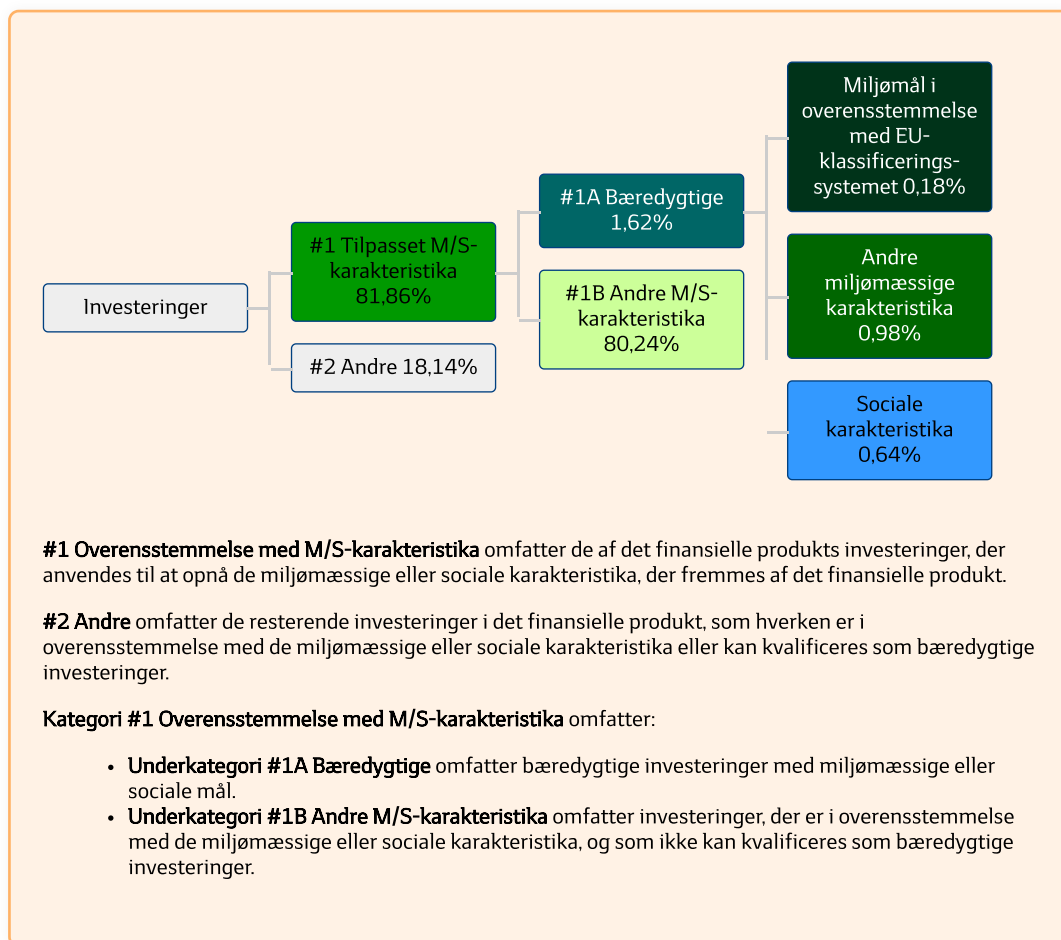 Investeringer
#1 Tilpasset M/S-
karakteristika
81,86%
#2 Andre 18,14%
#1A Bæredygtige
1,62%
#1B Andre M/S-
karakteristika
80,24%
Miljømål i
overensstemmelse
med EU-
klassificerings-
systemet 0,18%
Andre
miljømæssige
karakteristika
0,98%
Sociale
karakteristika
0,64%
#1 Overensstemmelse med M/S-karakteristika omfatter de af det finansielle produkts investeringer, der
anvendes til at opnå de miljømæssige eller sociale karakteristika, der fremmes af det finansielle produkt.
#2 Andre omfatter de resterende investeringer i det finansielle produkt, som hverken er i
overensstemmelse med de miljømæssige eller sociale karakteristika eller kan kvalificeres som bæredygtige
investeringer.
Kategori #1 Overensstemmelse med M/S-karakteristika omfatter:
• Underkategori #1A Bæredygtige omfatter bæredygtige investeringer med miljømæssige eller
sociale mål.
• Underkategori #1B Andre M/S-karakteristika omfatter investeringer, der er i overensstemmelse
med de miljømæssige eller sociale karakteristika, og som ikke kan kvalificeres som bæredygtige
investeringer.